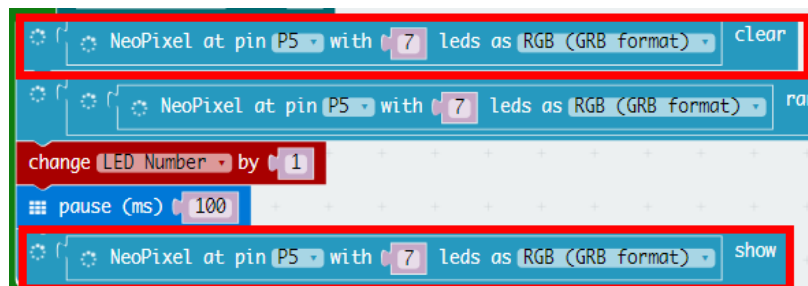 NeoPixel at pin P5 with 7 leds as RGB (GRB format) clear
NeoPixel at pin P5 with 7 leds as RGB (GRB format) ra
change LED Number by 1
pause (ms) 100
NeoPixel at pin P5 with 7 leds as RGB (GRB format) show